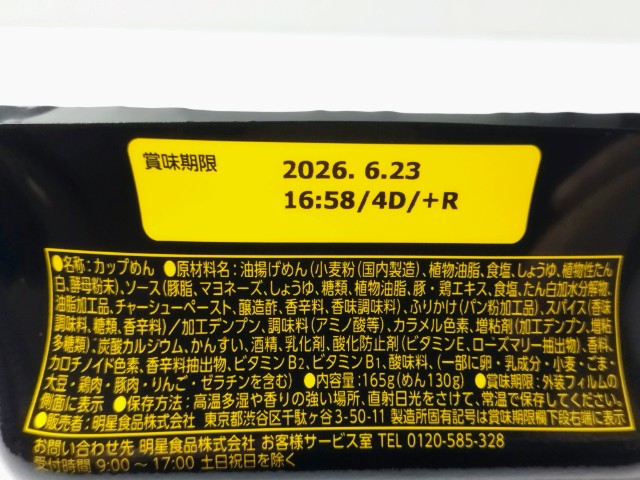 賞味期限
2026. 6.23
16:58/4D/+R
●名称:カップめん ●原材料名:油揚げめん(小麦粉(国内製造)、植物油脂、食塩、しょうゆ、植物性たん
白、酵母粉末)、ソース(豚脂、マヨネーズ、しょうゆ、糖類、植物油脂、豚・鶏エキス、食塩、たん白加水分解物、
油脂加工品、チャーシューペースト、醸造酢、香辛料、香味調味料)、ふりかけ(パン粉加工品)、スパイス(香味
調味料、糖類、香辛料)/加工デンプン、調味料(アミノ酸等)、カラメル色素、増粘剤(加工デンプン、増粘
多糖類)、炭酸カルシウム、かんすい、酒精、乳化剤、酸化防止剤(ビタミンE、ローズマリー抽出物)、香料、
カロチノイド色素、香辛料抽出物、ビタミンB2、ビタミンB1、酸味料、(一部に卵・乳成分・小麦・ごま・
大豆・鶏肉・豚肉・りんご・ゼラチンを含む) ●内容量:165g(めん130g) ●賞味期限:外装フィルムの
側面に表示 ●保存方法:高温多湿や香りの強い場所、直射日光をさけて、常温で保存してください。
●販売者:明星食品株式会社 東京都渋谷区千駄ヶ谷3-50-11 製造所固有記号は賞味期限欄下段右端に表示
お問い合わせ先 明星食品株式会社 お客様サービス室 TEL 0120-585-328
受付時間 9:00~17:00 土日祝日を除く